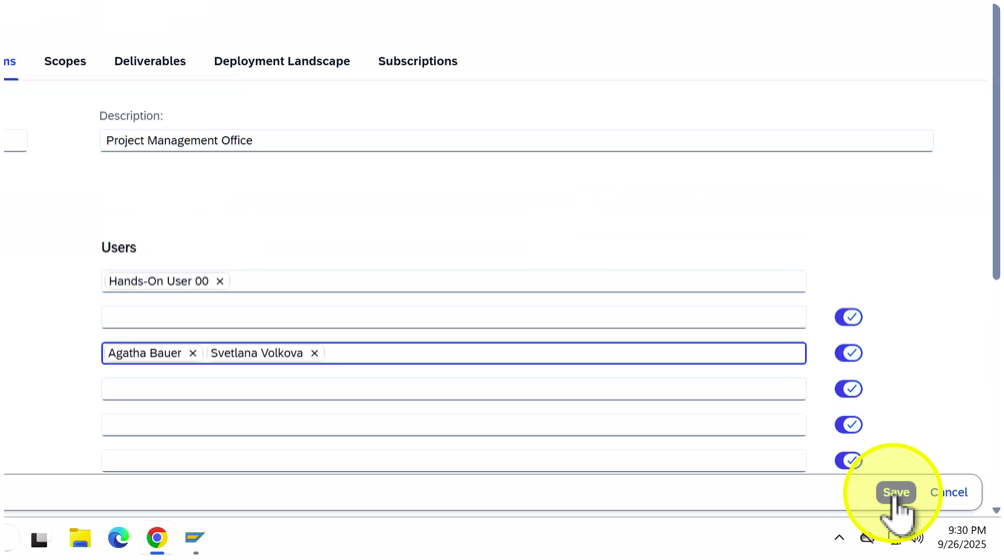 ns Scopes Deliverables Deployment Landscape Subscriptions
Description:
Project Management Office
Users
Hands-On User 00
Agatha Bauer Svetlana Volkova
Save Cancel
9:30 PM
9/26/2025